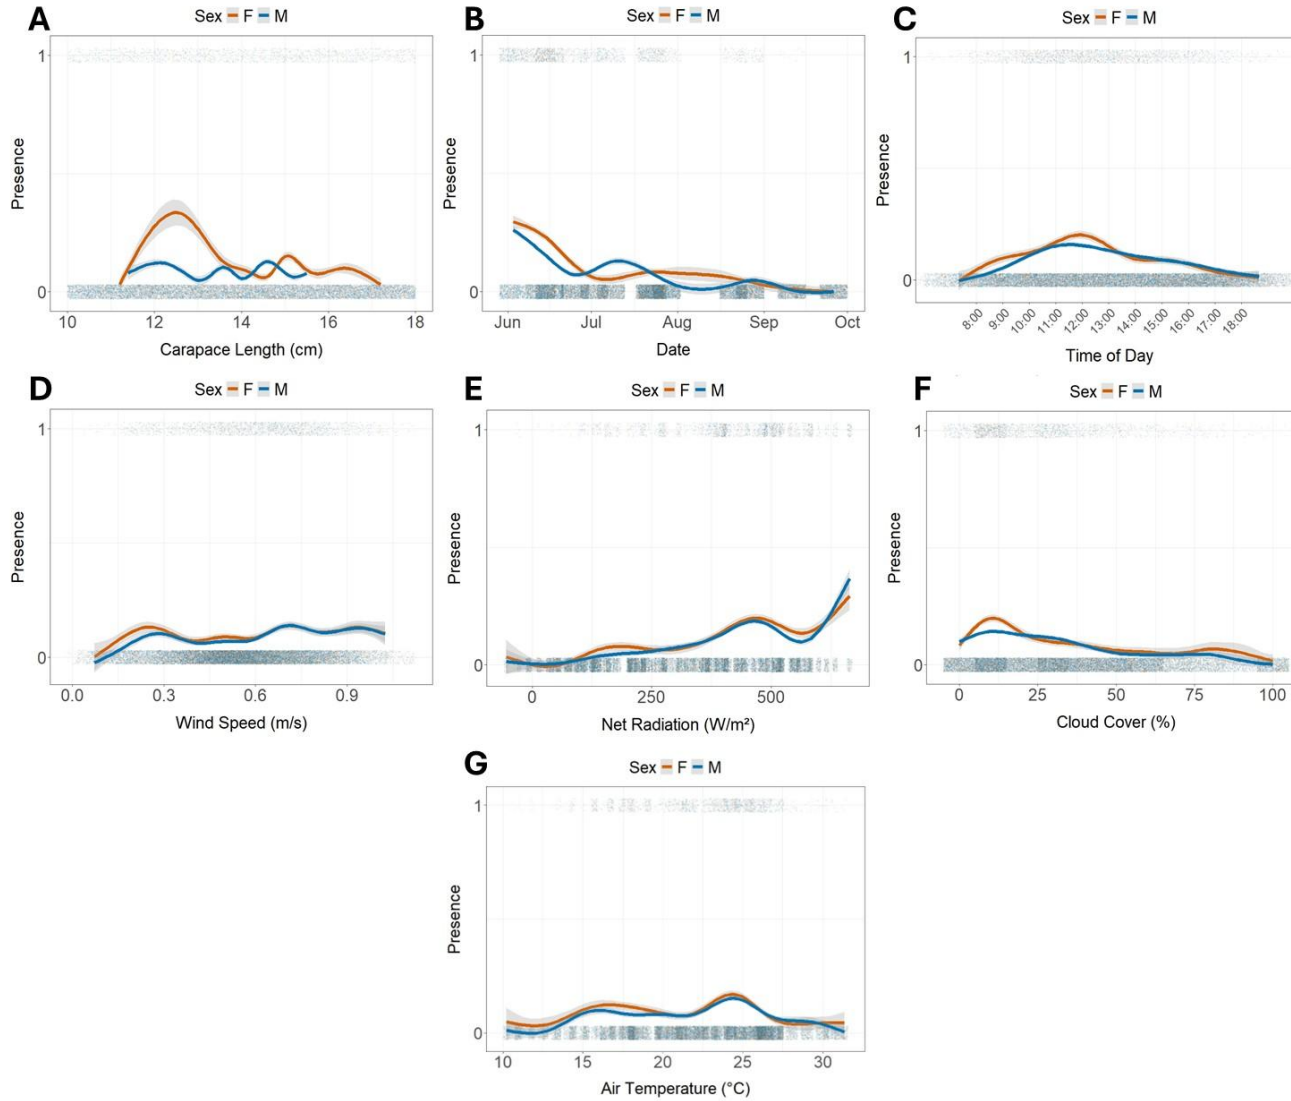 A
Sex F M
1
Presence
0
10 12 14 16 18
Carapace Length (cm)
B
Sex F M
1
Presence
0
Jun Jul Aug Sep Oct
Date
C
Sex F M
1
Presence
0
8:00 9:00 10:00 11:00 12:00 13:00 14:00 15:00 16:00 17:00 18:00
Time of Day
D
Sex F M
1
Presence
0
0.0 0.3 0.6 0.9
Wind Speed (m/s)
E
Sex F M
1
Presence
0
0 250 500
Net Radiation (W/m²)
F
Sex F M
1
Presence
0
0 25 50 75 100
Cloud Cover (%)
G
Sex F M
1
Presence
0
10 15 20 25 30
Air Temperature (°C)